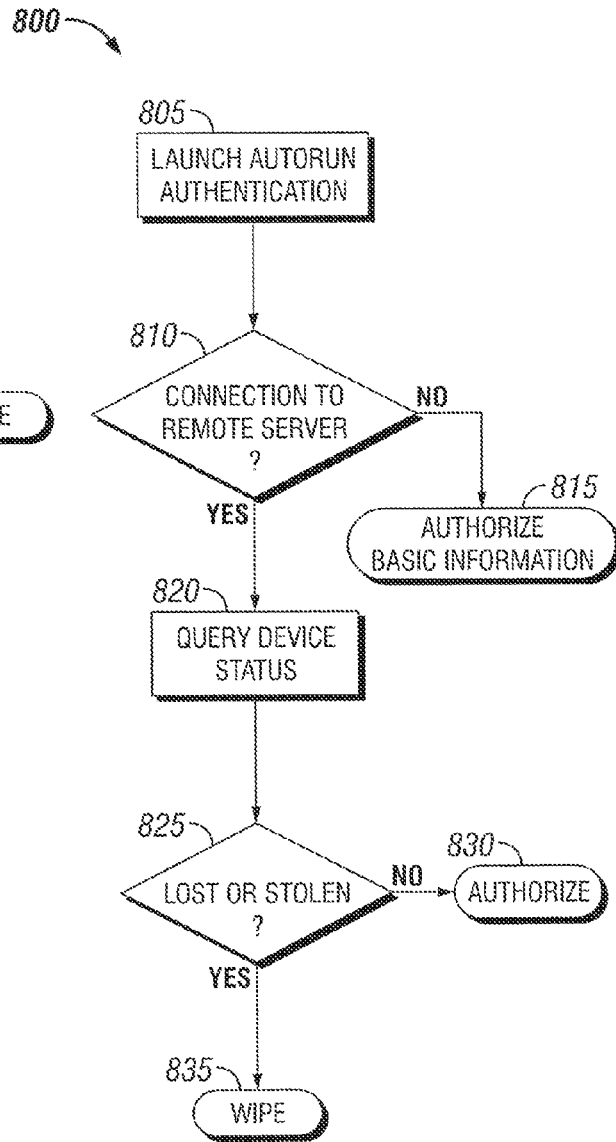 800
805
LAUNCH AUTORUN
AUTHENTICATION
810
CONNECTION TO
REMOTE SERVER
?
NO
E
YES
815
AUTHORIZE
BASIC INFORMATION
820
QUERY DEVICE
STATUS
825
LOST OR STOLEN
?
NO
830
AUTHORIZE
YES
835
WIPE